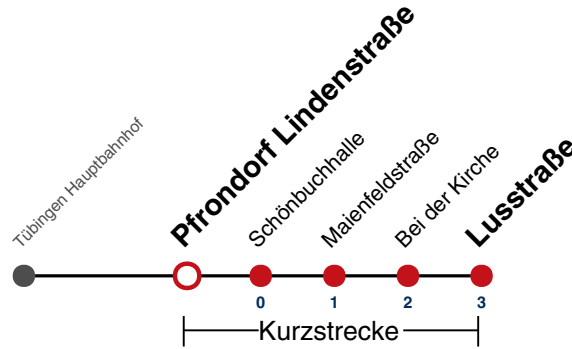 Tübingen Hauptbahnhof
Pfrondorf Lindenstraße
Schönbuchhalle
Maienfeldstraße
Bei der Kirche
Lusstraße
0 1 2 3
Kurzstrecke